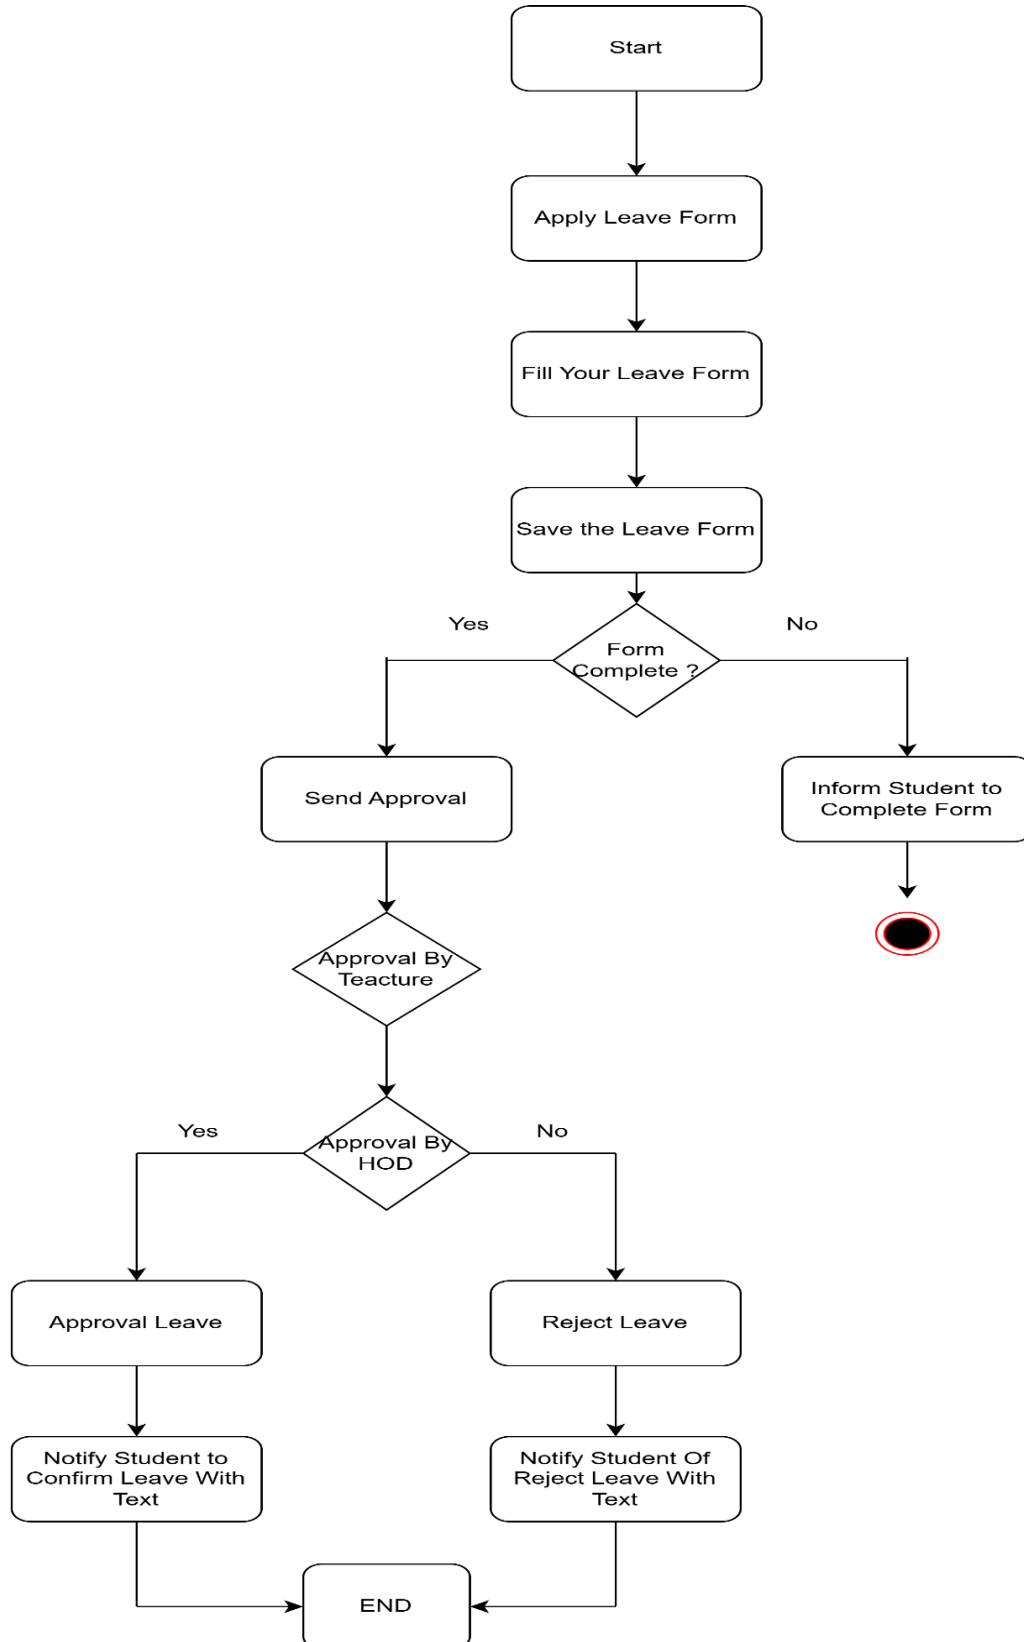 Start
Apply Leave Form
Fill Your Leave Form
Save the Leave Form
Yes
No
Form
Complete ?
Send Approval
Inform Student to
Complete Form
Approval By
Teacture
Yes
No
Approval By
HOD
Approval Leave
Reject Leave
Notify Student to
Confirm Leave With
Text
Notify Student Of
Reject Leave With
Text
END